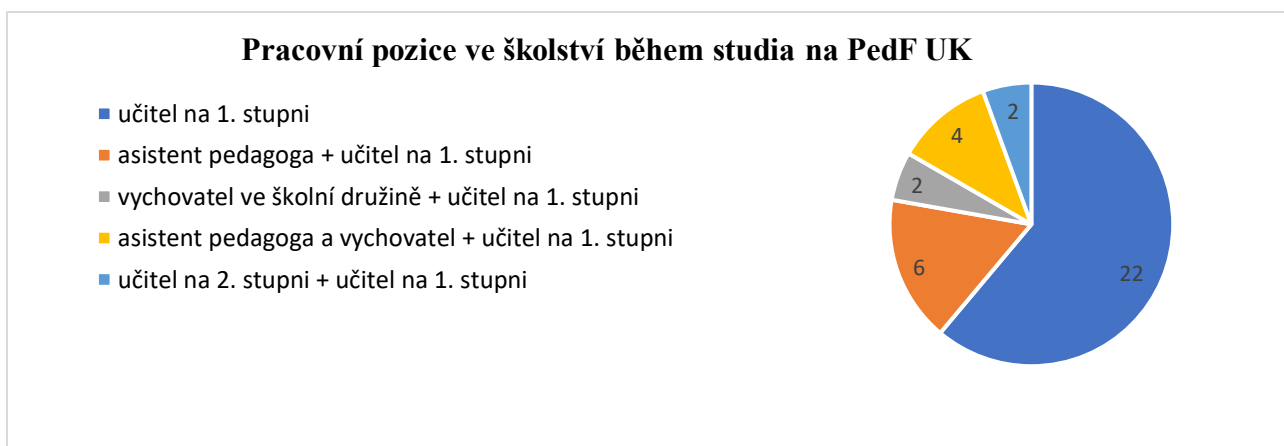 Pracovní pozice ve školství během studia na PedF UK
učitel na 1. stupni
asistent pedagoga + učitel na 1. stupni
vychovatel ve školní družině + učitel na 1. stupni
asistent pedagoga a vychovatel + učitel na 1. stupni
učitel na 2. stupni + učitel na 1. stupni
2
4
2
6
22